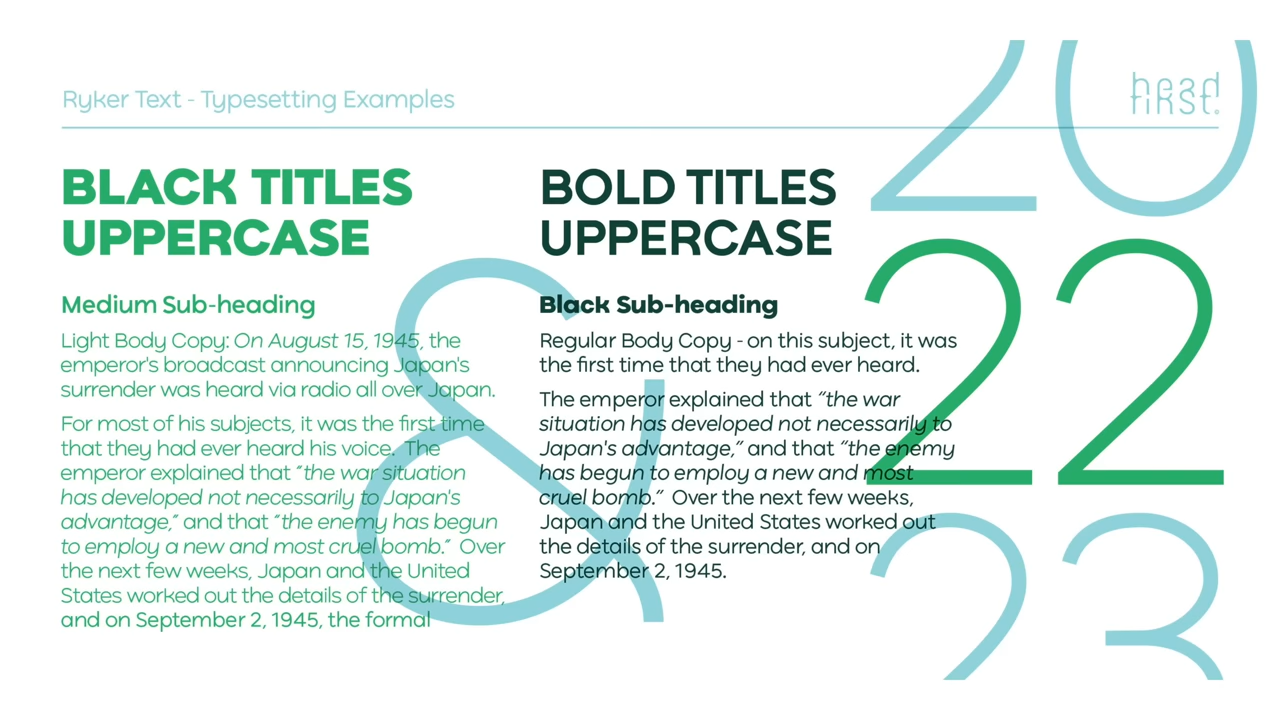 Ryker Text - Typesetting Examples
head
first.
BLACK TITLES
UPPERCASE
Medium Sub-heading
Light Body Copy: On August 15, 1945, the
emperor's broadcast announcing Japan's
surrender was heard via radio all over Japan.
For most of his subjects, it was the first time
that they had ever heard his voice.  The
emperor explained that “the war situation
has developed not necessarily to Japan's
advantage,” and that “the enemy has begun
to employ a new and most cruel bomb.”  Over
the next few weeks, Japan and the United
States worked out the details of the surrender,
and on September 2, 1945, the formal
BOLD TITLES
UPPERCASE
Black Sub-heading
Regular Body Copy - on this subject, it was
the first time that they had ever heard.
The emperor explained that “the war
situation has developed not necessarily to
Japan's advantage,” and that “the enemy
has begun to employ a new and most
cruel bomb.”  Over the next few weeks,
Japan and the United States worked out
the details of the surrender, and on
September 2, 1945.
&
20
22
23